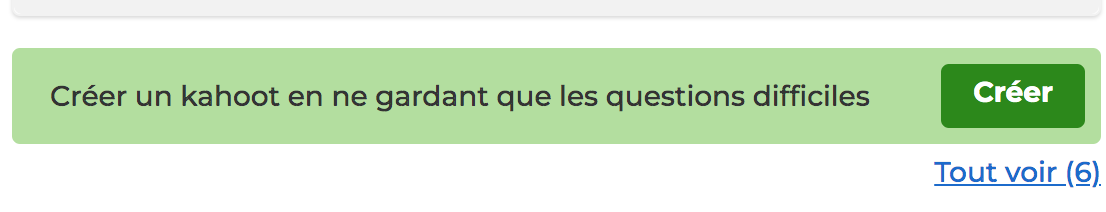 Créer un kahoot en ne gardant que les questions difficiles
Créer
Tout voir (6)